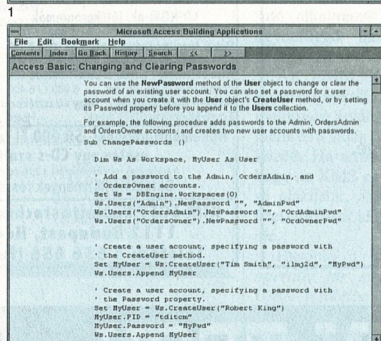 1
Microsoft Access Building Applications
File Edit Bookmark Help
Contents Index Go Back History Search << >>
Access Basic: Changing and Clearing Passwords
You can use the NewPassword method of the User object to change or clear the
password of an existing user account. You can also set a password for a user
account when you create it with the User object's CreateUser method, or by setting
its Password property before you append it to the Users collection.
For example, the following procedure adds passwords to the Admin, OrdersAdmin
and OrdersOwner accounts, and creates two new user accounts with passwords.
Sub ChangePasswords ()
Dim Ws As Workspace, MyUser As User
' Add a password to the Admin, OrdersAdmin, and
' OrdersOwner accounts.
Set Ws = DBEngine.Workspaces(0)
Ws.Users("Admin").NewPassword "", "AdminPwd"
Ws.Users("OrdersAdmin").NewPassword "", "OrdAdminPwd"
Ws.Users("OrdersOwner").NewPassword "", "OrdOwnerPwd"
' Create a user account, specifying a password with
' the CreateUser method.
Set MyUser = Ws.CreateUser("Tim Smith", "ilmj2d", "MyPwd")
Ws.Users.Append MyUser
' Create a user account, specifying a password with
' the Password property.
Set MyUser = Ws.CreateUser("Robert King")
MyUser.PID = "tditcm"
MyUser.Password = "MyPwd"
Ws.Users.Append MyUser